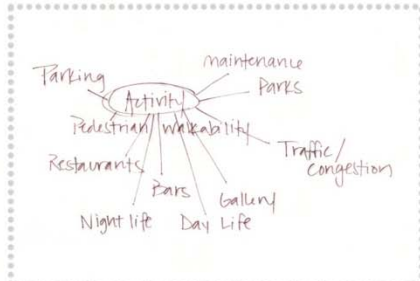 maintenance
Parking
Parks
Activity
Pedestrian Walkability
Traffic/
congestion
Restaurants
Bars
Gallery
Night life
Day Life